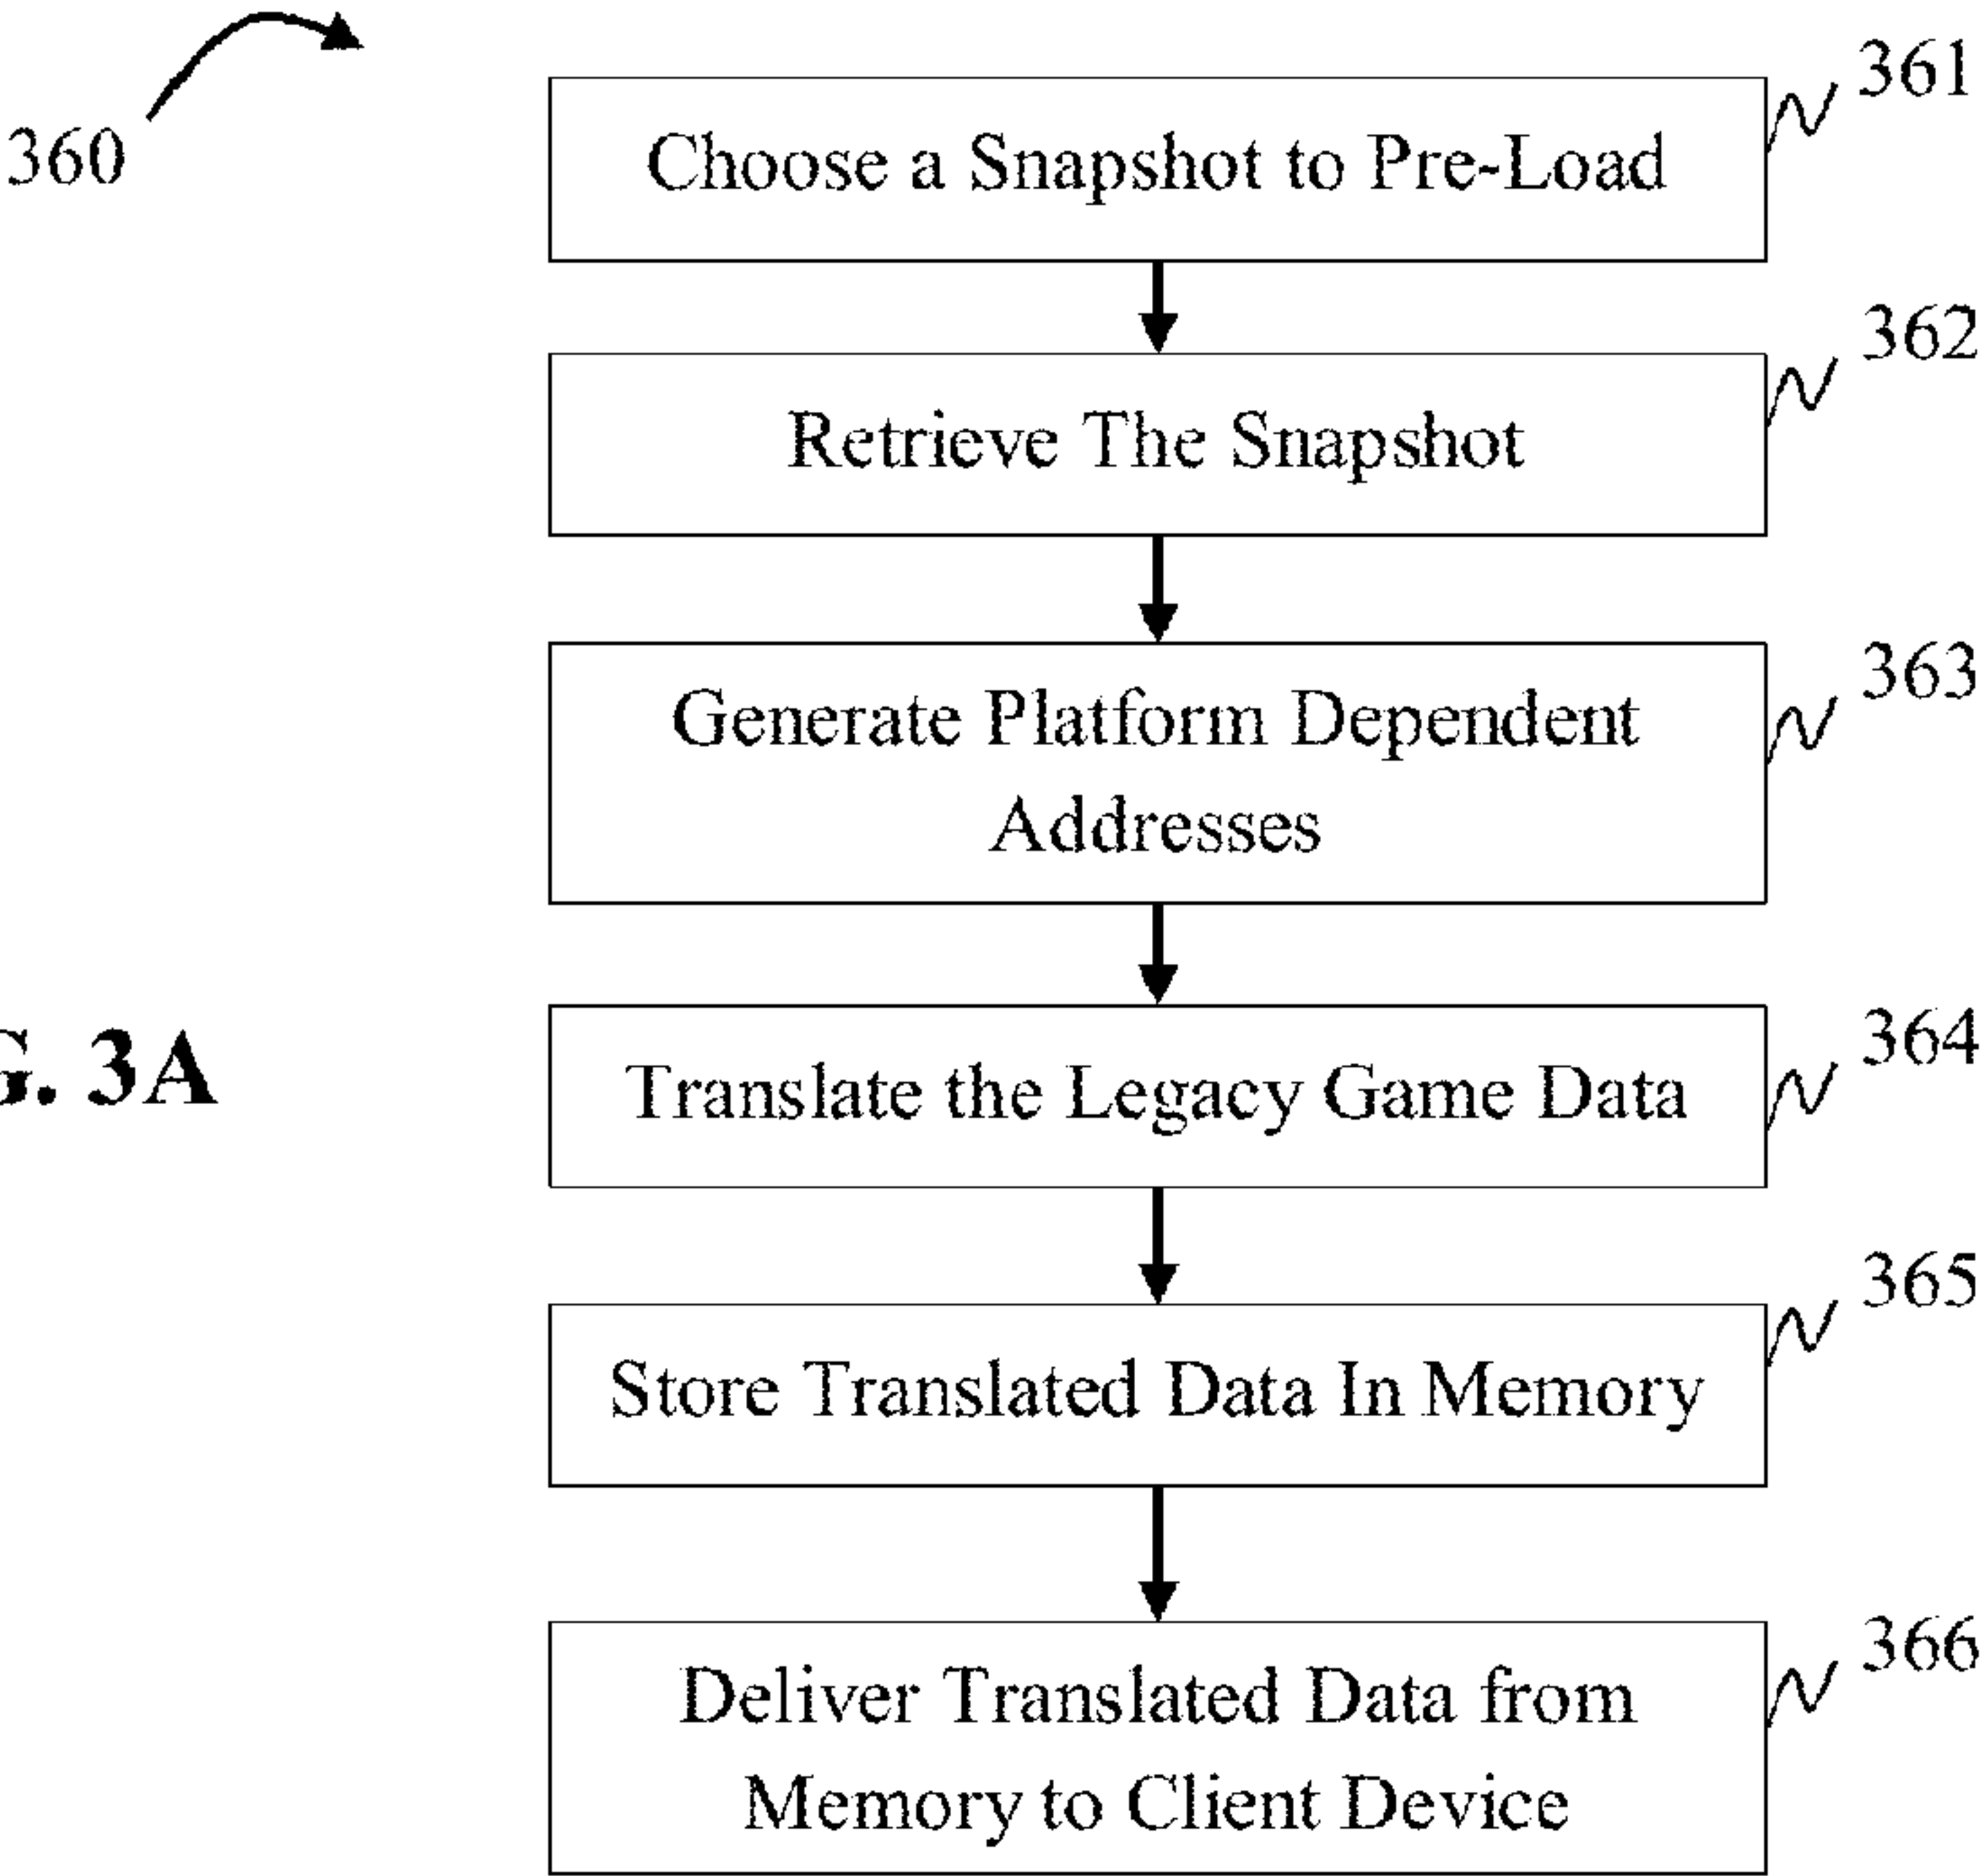 360
361
Choose a Snapshot to Pre-Load
362
Retrieve The Snapshot
363
Generate Platform Dependent
Addresses
364
Translate the Legacy Game Data
365
Store Translated Data In Memory
366
Deliver Translated Data from
Memory to Client Device
G. 3A